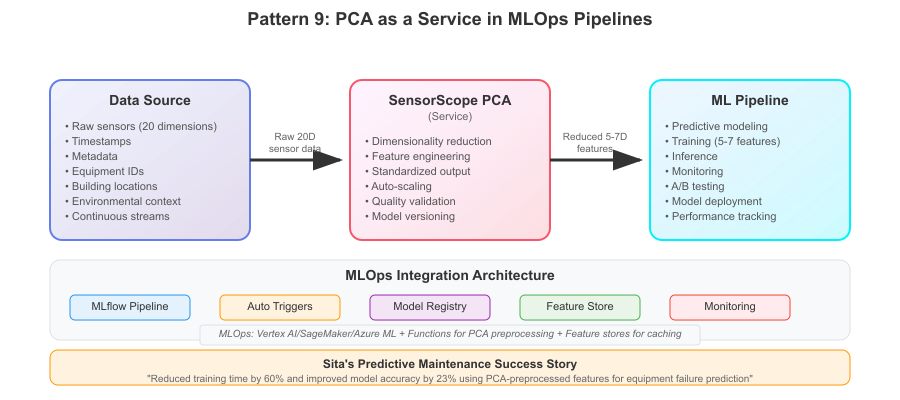 Pattern 9: PCA as a Service in MLOps Pipelines
Data Source
• Raw sensors (20 dimensions)
• Timestamps
• Metadata
• Equipment IDs
• Building locations
• Environmental context
• Continuous streams
Raw 20D
sensor data
SensorScope PCA
(Service)
• Dimensionality reduction
• Feature engineering
• Standardized output
• Auto-scaling
• Quality validation
• Model versioning
Reduced 5-7D
features
ML Pipeline
• Predictive modeling
• Training (5-7 features)
• Inference
• Monitoring
• A/B testing
• Model deployment
• Performance tracking
MLOps Integration Architecture
MLflow Pipeline
Auto Triggers
Model Registry
Feature Store
Monitoring
MLOps: Vertex AI/SageMaker/Azure ML + Functions for PCA preprocessing + Feature stores for caching
Sita's Predictive Maintenance Success Story
"Reduced training time by 60% and improved model accuracy by 23% using PCA-preprocessed features for equipment failure prediction"